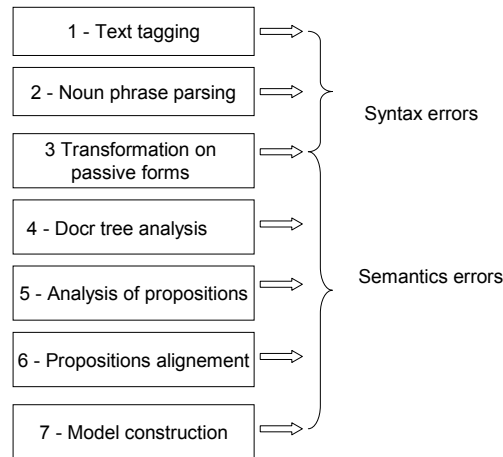 1 - Text tagging
2 - Noun phrase parsing
Syntax errors
3 Transformation on
passive forms
4 - Docr tree analysis
5 - Analysis of propositions
Semantics errors
6 - Propositions alignement
7 - Model construction